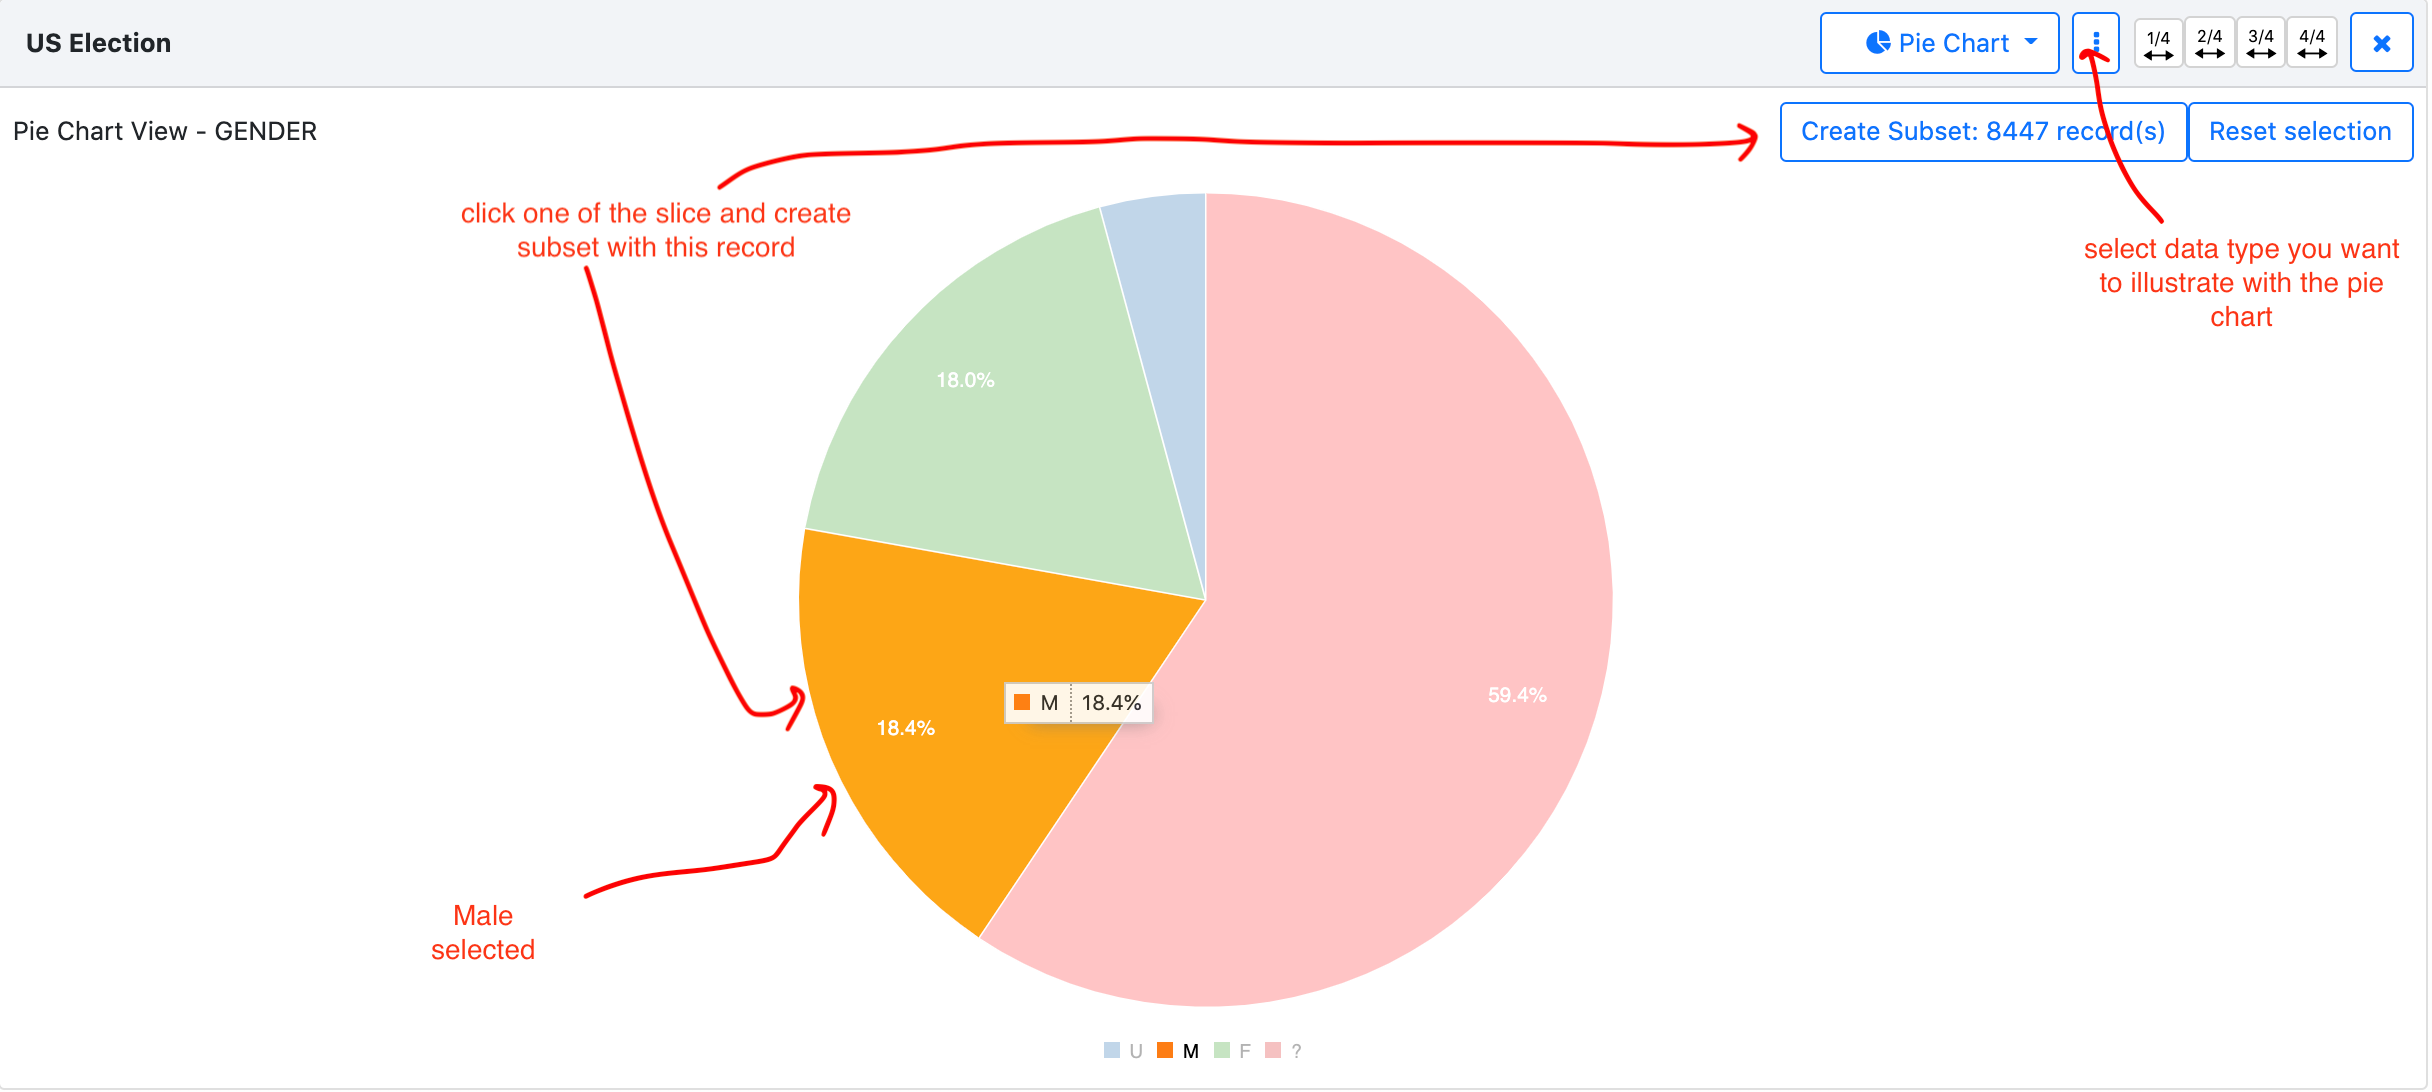 US Election
Pie Chart
1/4
2/4
3/4
4/4
Pie Chart View - GENDER
Create Subset: 8447 record(s)
Reset selection
click one of the slice and create
subset with this record
select data type you want
to illustrate with the pie
chart
18.0%
M 18.4%
59.4%
18.4%
Male
selected
U M F ?